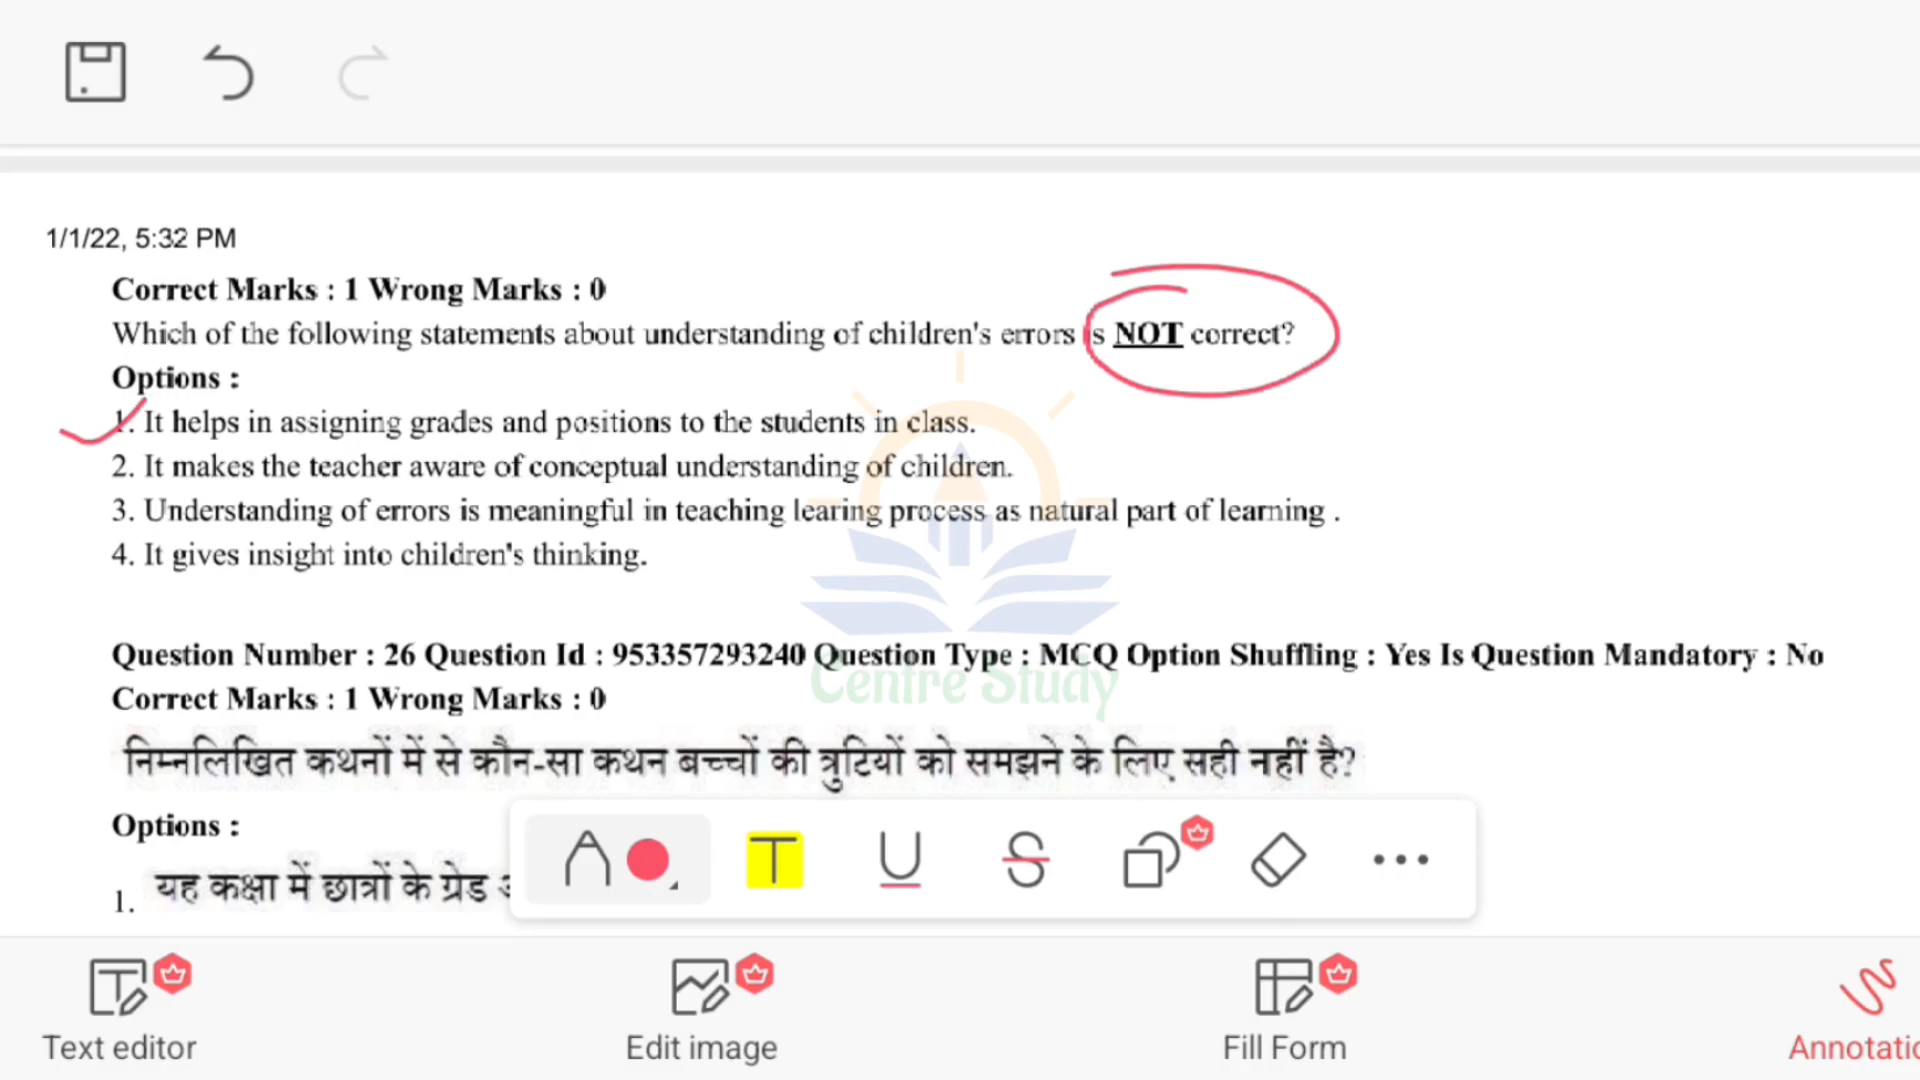 1/1/22, 5:32 PM
Correct Marks : 1 Wrong Marks : 0
Which of the following statements about understanding of children's errors is NOT correct?
Options :
1. It helps in assigning grades and positions to the students in class.
2. It makes the teacher aware of conceptual understanding of children.
3. Understanding of errors is meaningful in teaching learing process as natural part of learning .
4. It gives insight into children's thinking.
Question Number : 26 Question Id : 953357293240 Question Type : MCQ Option Shuffling : Yes Is Question Mandatory : No
Centre Study
Correct Marks : 1 Wrong Marks : 0
निम्नलिखित कथनों में से कौन-सा कथन बच्चों की त्रुटियों को समझने के लिए सही नहीं है?
Options :
1. यह कक्षा में छात्रों के ग्रेड
Text editor
Edit image
Fill Form
Annotatio